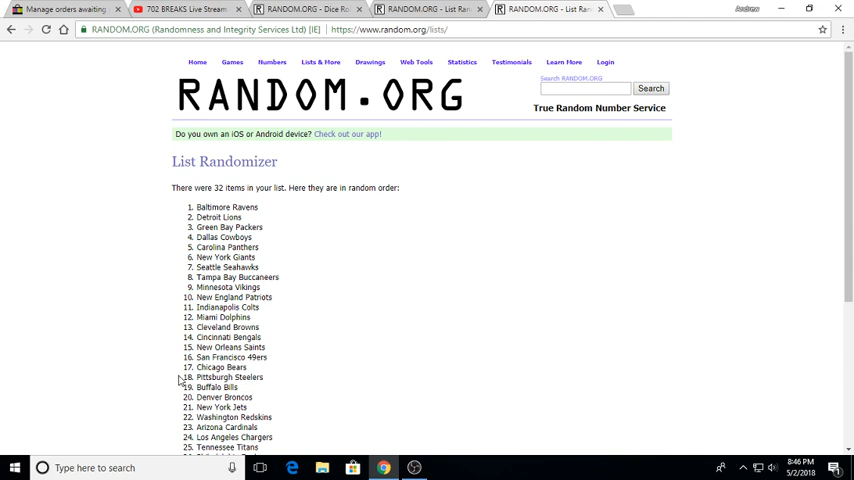 Manage orders awaiting
702 BREAKS Live Stream
RANDOM.ORG - Dice Ro
RANDOM.ORG - List Ran
RANDOM.ORG - List Ran
Andrew
RANDOM.ORG (Randomness and Integrity Services Ltd) [IE]
https://www.random.org/lists/
Home Games Numbers Lists & More Drawings Web Tools Statistics Testimonials Learn More Login
RANDOM.ORG
Search RANDOM.ORG
Search
True Random Number Service
Do you own an iOS or Android device? Check out our app!
List Randomizer
There were 32 items in your list. Here they are in random order:
1. Baltimore Ravens
2. Detroit Lions
3. Green Bay Packers
4. Dallas Cowboys
5. Carolina Panthers
6. New York Giants
7. Seattle Seahawks
8. Tampa Bay Buccaneers
9. Minnesota Vikings
10. New England Patriots
11. Indianapolis Colts
12. Miami Dolphins
13. Cleveland Browns
14. Cincinnati Bengals
15. New Orleans Saints
16. San Francisco 49ers
17. Chicago Bears
18. Pittsburgh Steelers
19. Buffalo Bills
20. Denver Broncos
21. New York Jets
22. Washington Redskins
23. Arizona Cardinals
24. Los Angeles Chargers
25. Tennessee Titans
Type here to search
8:46 PM
5/2/2018